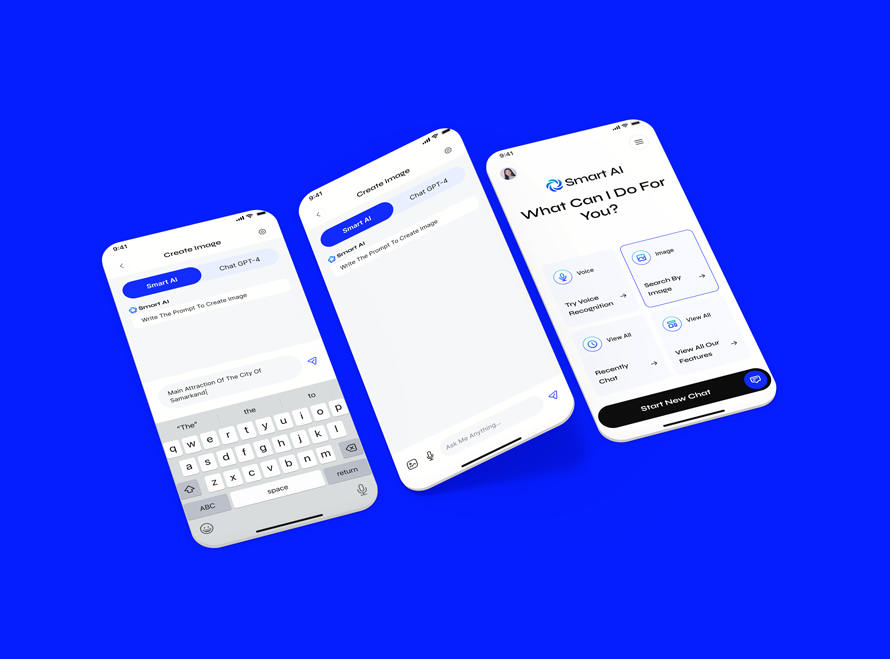 9:41
Create Image
Smart AI
Chat GPT-4
Smart AI
Write The Prompt To Create Image
Main Attraction Of The City Of
Samarkand
"The"
the
to
q w e r t y u i o p
a s d f g h j k l
z x c v b n m
ABC
space
return
9:41
Create Image
Smart AI
Chat GPT-4
Smart AI
Write The Prompt To Create Image
Ask Me Anything...
9:41
Smart AI
What Can I Do For
You?
Voice
Try Voice
Recognition
Image
Search By
Image
View All
Recently
Chat
View All
View All Our
Features
Start New Chat